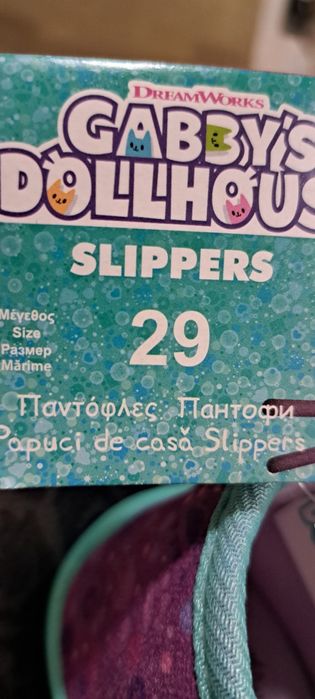 DREAMWORKS
GABBY'S
DOLLHOUS
SLIPPERS
Μέγεθος
Size
Размер
Mărime
29
Παντόφλες Пантофи
Papuci de casă Slippers